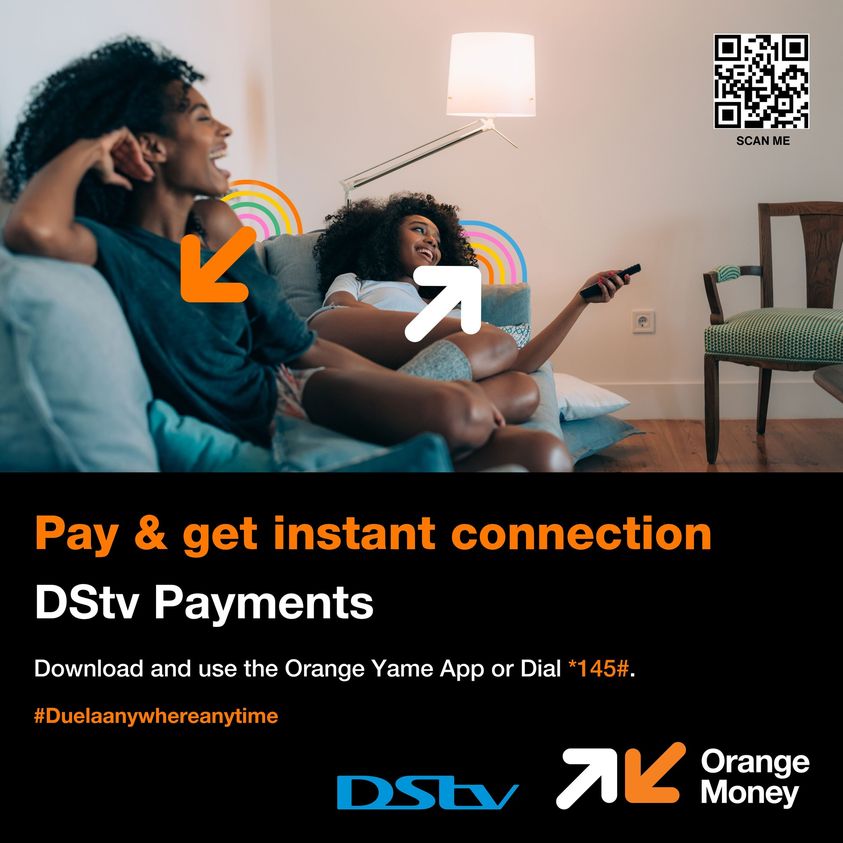 SCAN ME
Pay & get instant connection
DStv Payments
Download and use the Orange Yame App or Dial *145#.
#Duelaanywhereanytime
DStv
Orange
Money